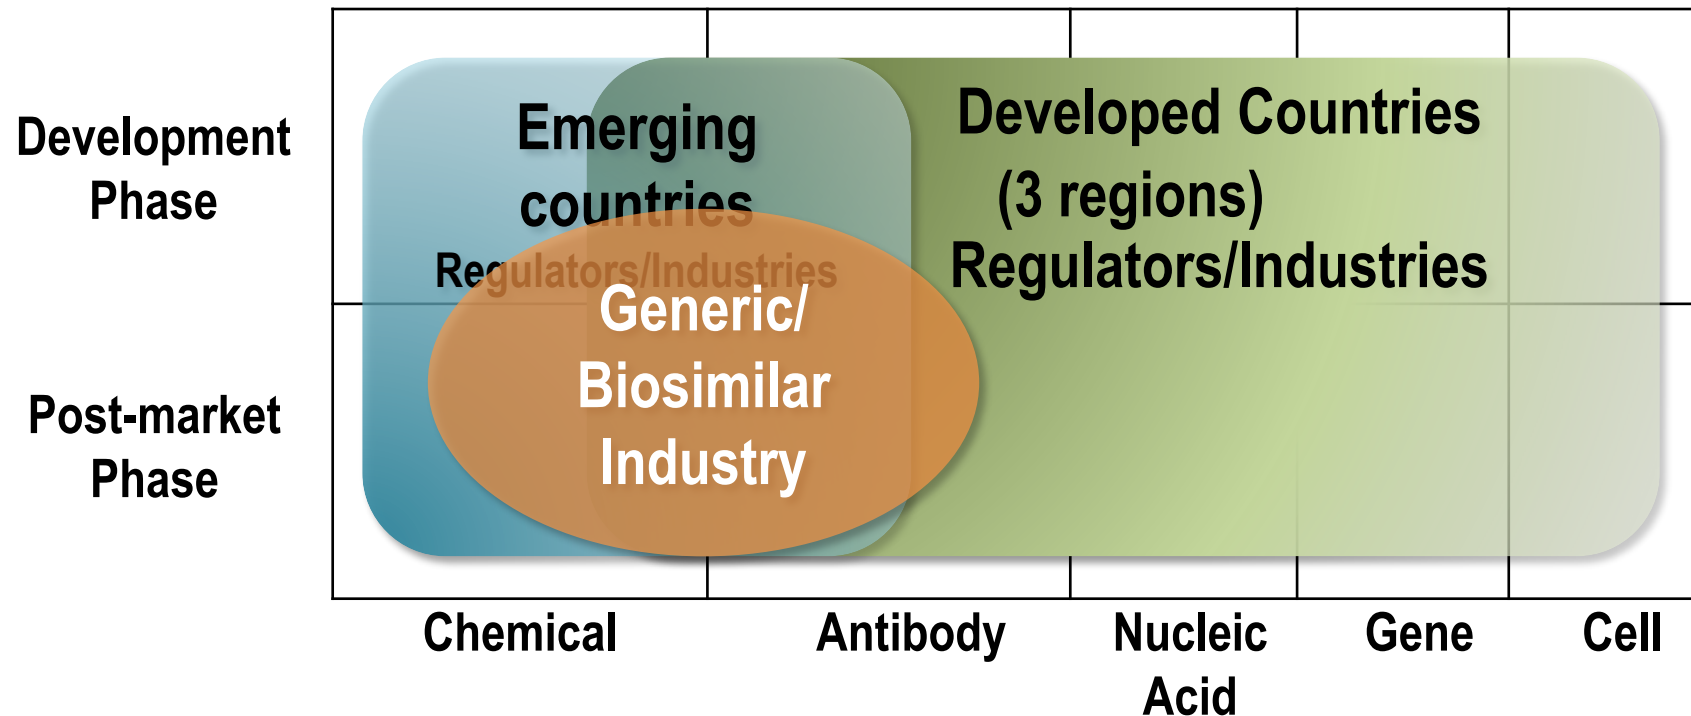 Development
Phase
Emerging
countries
Regulators/Industries
Developed Countries
(3 regions)
Regulators/Industries
Generic/
Biosimilar
Industry
Post-market
Phase
Chemical
Antibody
Nucleic
Acid
Gene
Cell